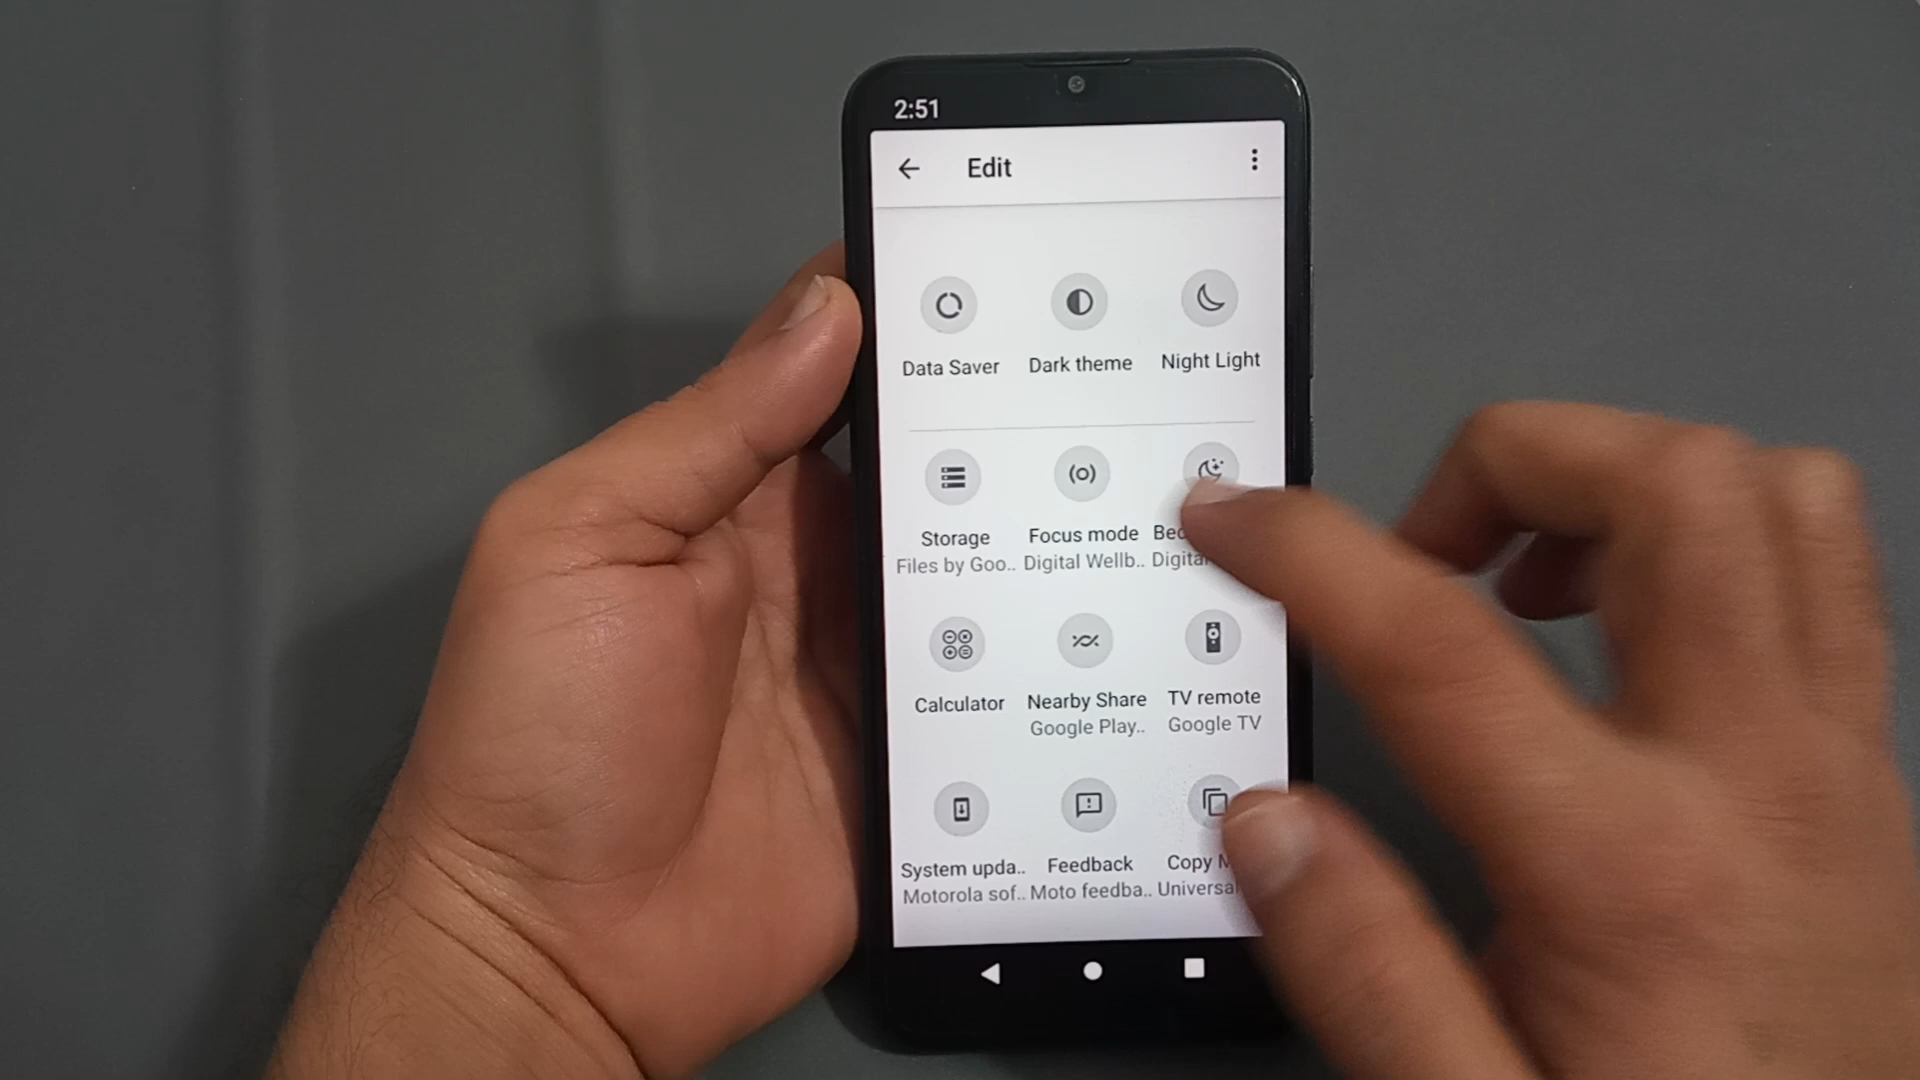 2:51
Edit
Data Saver
Dark theme
Night Light
Storage
Files by Goo..
Focus mode
Digital Wellb..
Calculator
Nearby Share
Google Play..
TV remote
Google TV
System upda..
Motorola sof..
Feedback
Moto feedba..
Copy